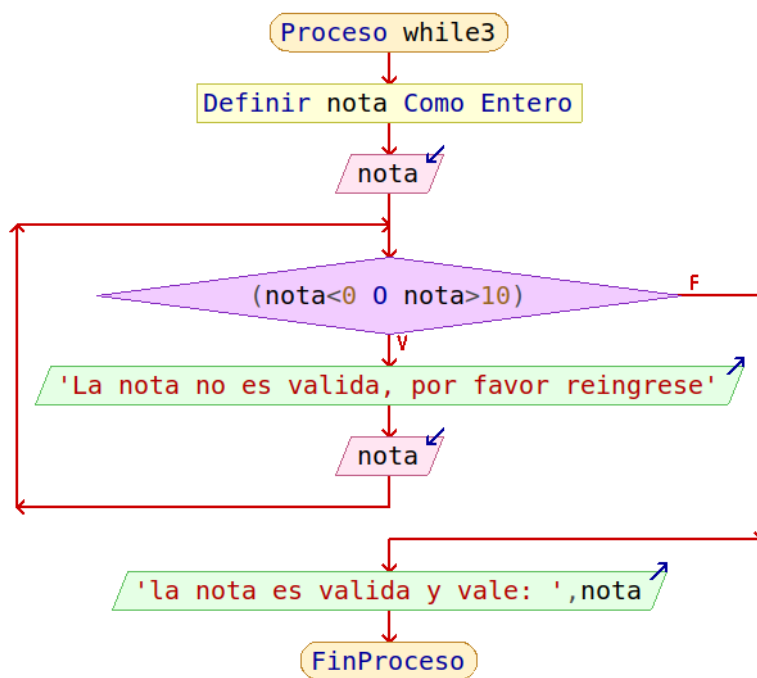 Proceso while3
Definir nota Como Entero
nota
(nota<0 O nota>10)
F
V
'La nota no es valida, por favor reingrese'
nota
'la nota es valida y vale: ',nota
FinProceso